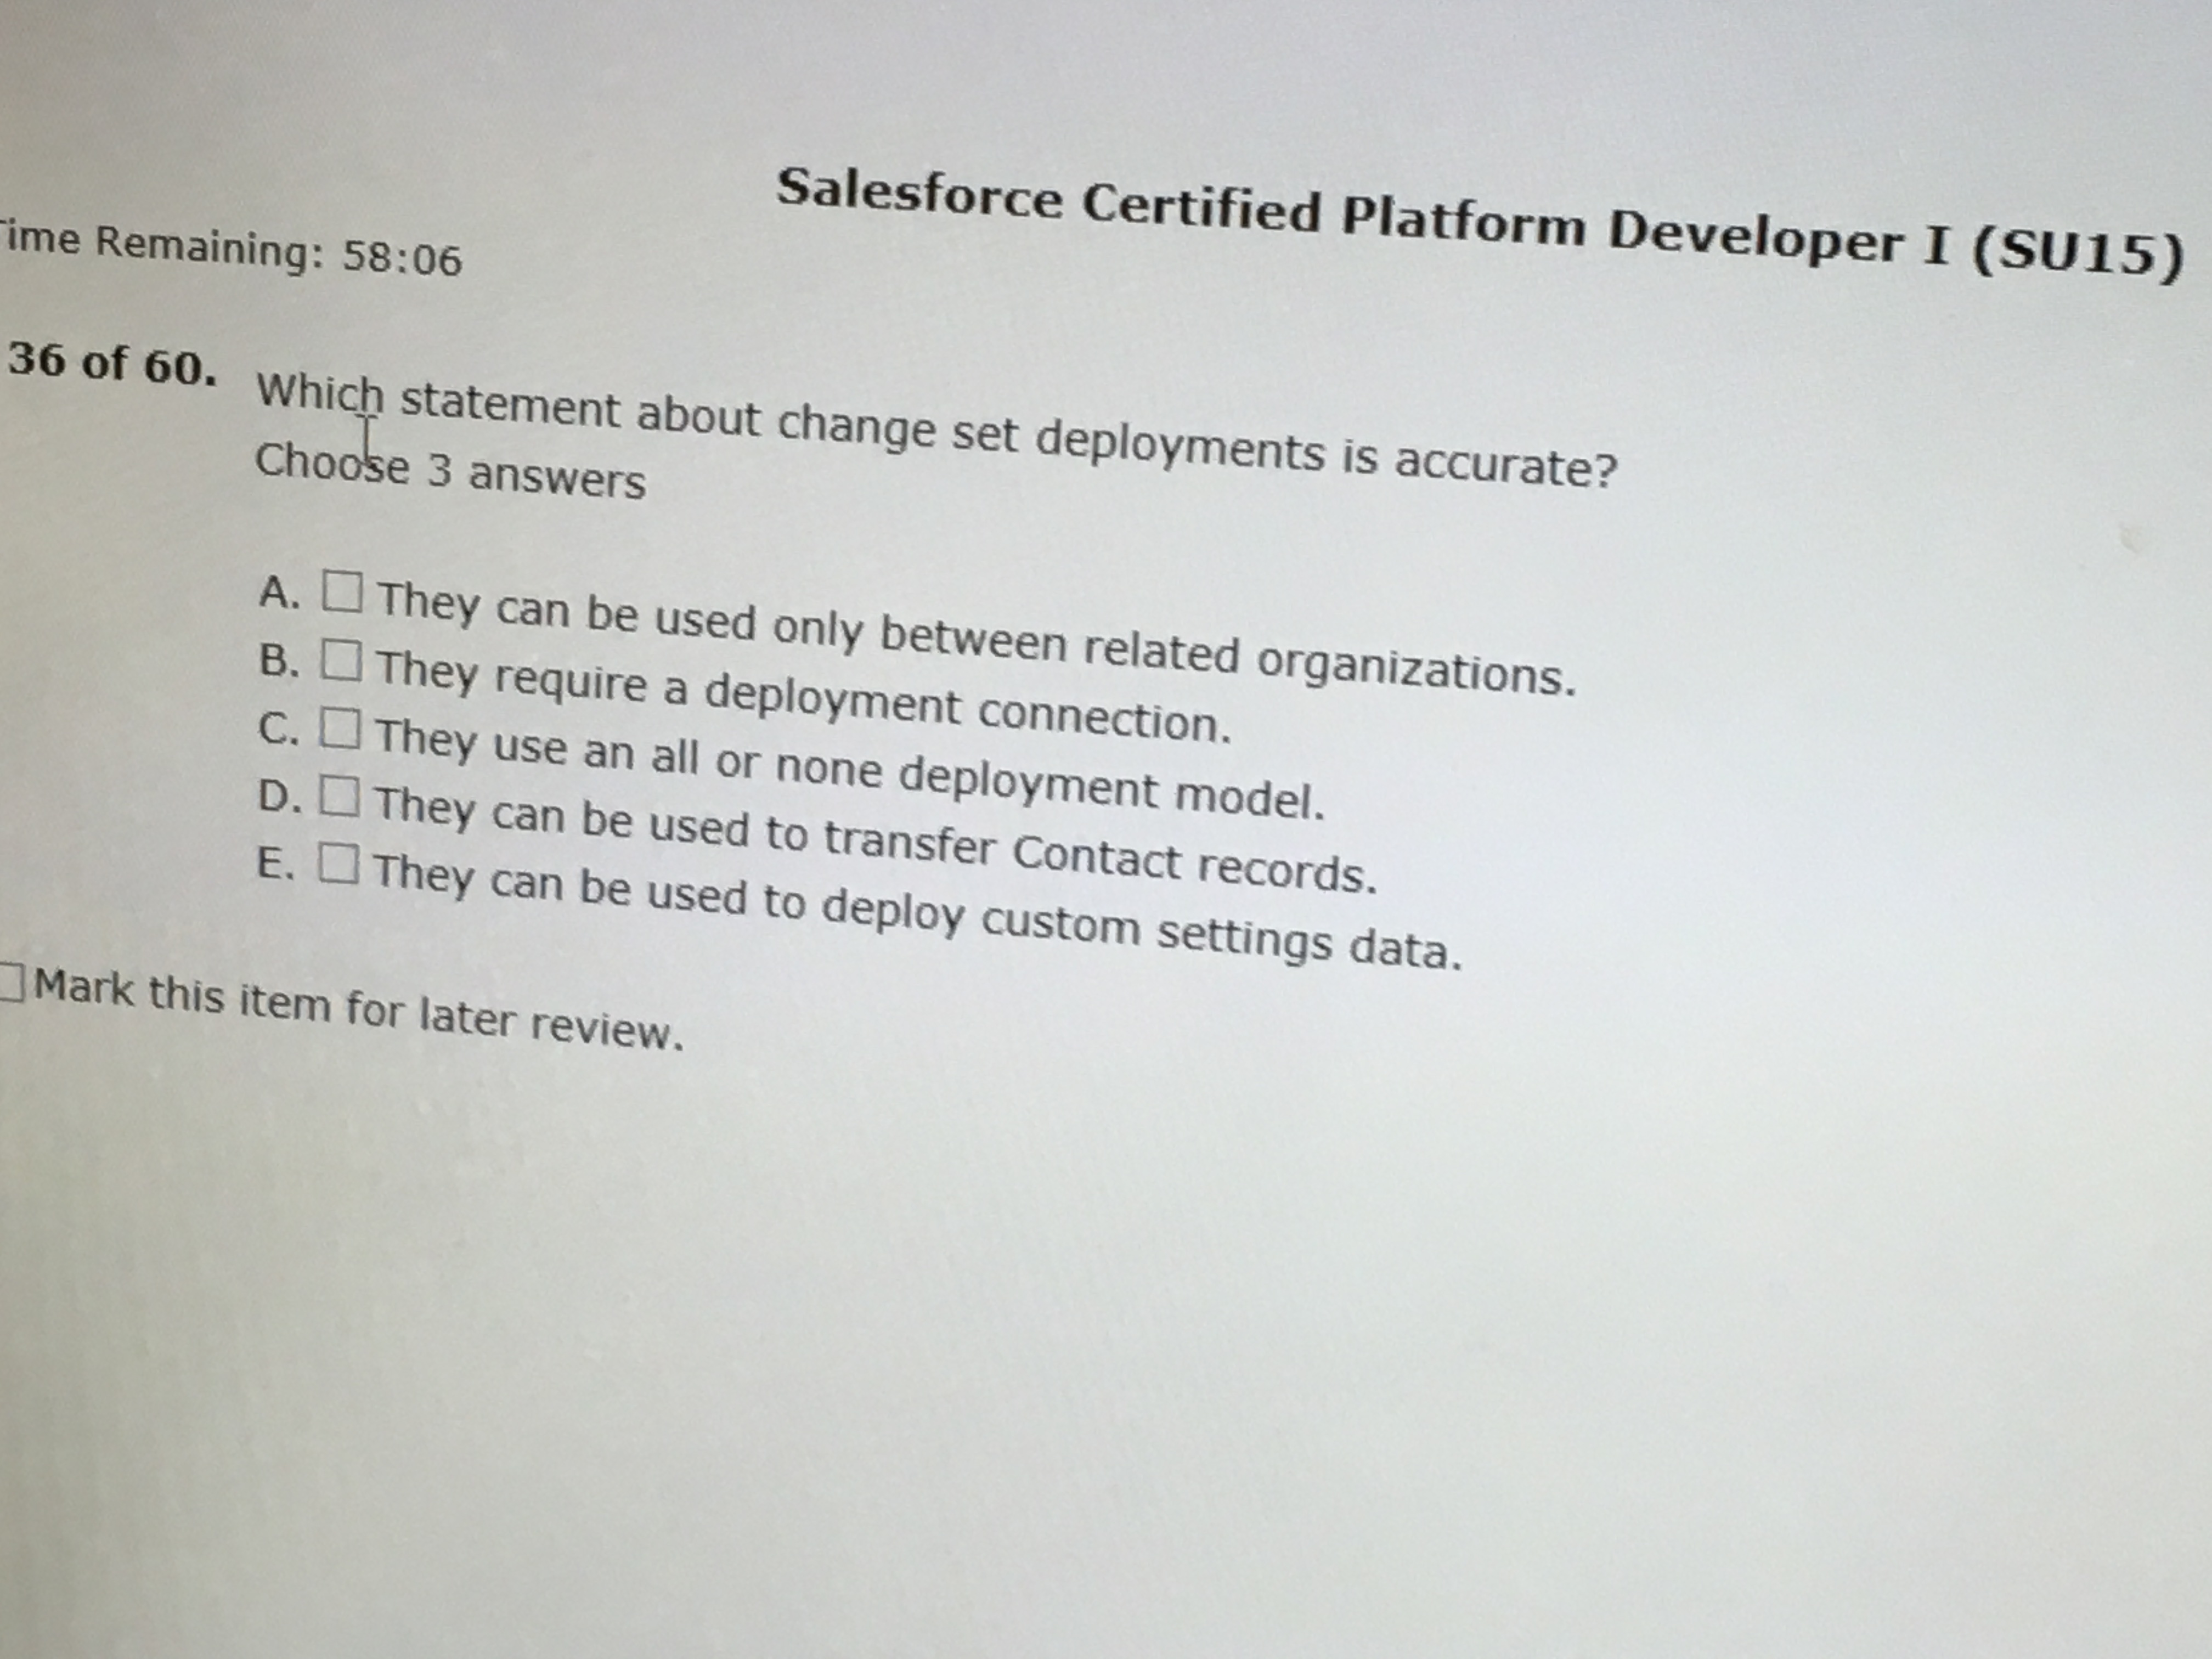 Salesforce Certified Platform Developer I (SU15)
Time Remaining: 58:06
36 of 60. Which statement about change set deployments is accurate?
Choose 3 answers
A. They can be used only between related organizations.
B. They require a deployment connection.
C. They use an all or none deployment model.
D. They can be used to transfer Contact records.
E. They can be used to deploy custom settings data.
Mark this item for later review.